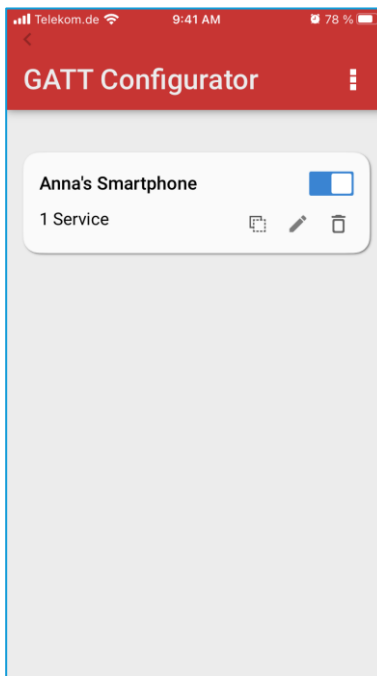 Telekom.de 9:41 AM 78 %
GATT Configurator
Anna's Smartphone
1 Service